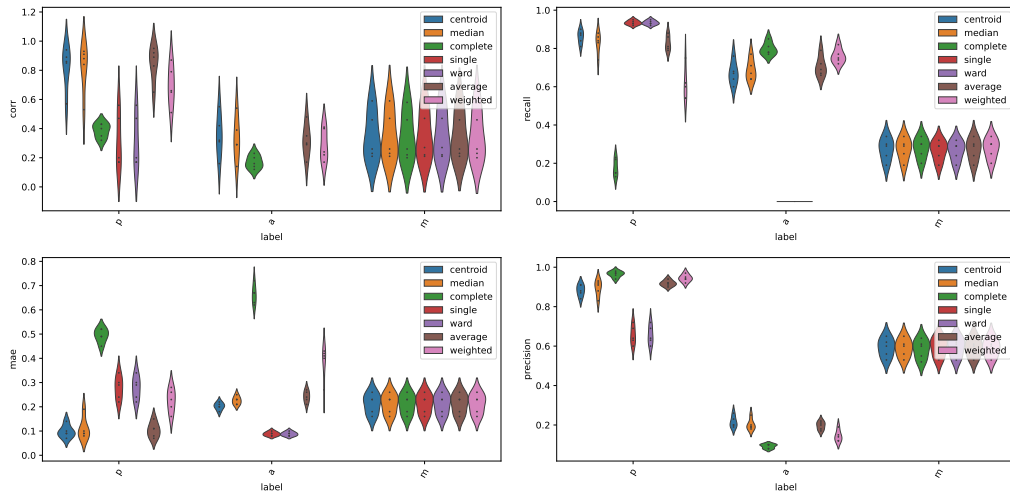 1.2
1.0
0.8
0.6
0.4
0.2
0.0
corr
p
a
m
label
centroid
median
complete
single
ward
average
weighted
1.0
0.8
0.6
0.4
0.2
0.0
recall
p
a
m
label
centroid
median
complete
single
ward
average
weighted
0.8
0.7
0.6
0.5
0.4
0.3
0.2
0.1
0.0
mae
p
a
m
label
centroid
median
complete
single
ward
average
weighted
1.0
0.8
0.6
0.4
0.2
precision
p
a
m
label
centroid
median
complete
single
ward
average
weighted